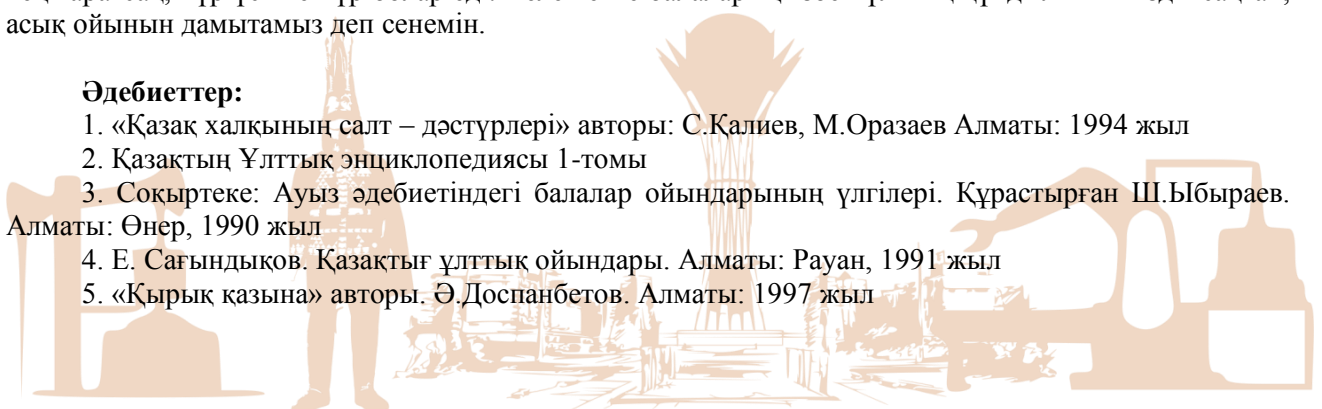 асық ойынын дамытамыз деп сенемін.
Әдебиеттер:
1. «Қазақ халқының салт – дәстүрлері» авторы: С.Қалиев, М.Оразаев Алматы: 1994 жыл
2. Қазақтың Ұлттық энциклопедиясы 1-томы
3. Соқыртеке: Ауыз әдебиетіндегі балалар ойындарының үлгілері. Құрастырған Ш.Ыбыраев.
Алматы: Өнер, 1990 жыл
4. Е. Сағындықов. Қазақтығ ұлттық ойындары. Алматы: Рауан, 1991 жыл
5. «Қырық қазына» авторы. Ә.Доспанбетов. Алматы: 1997 жыл